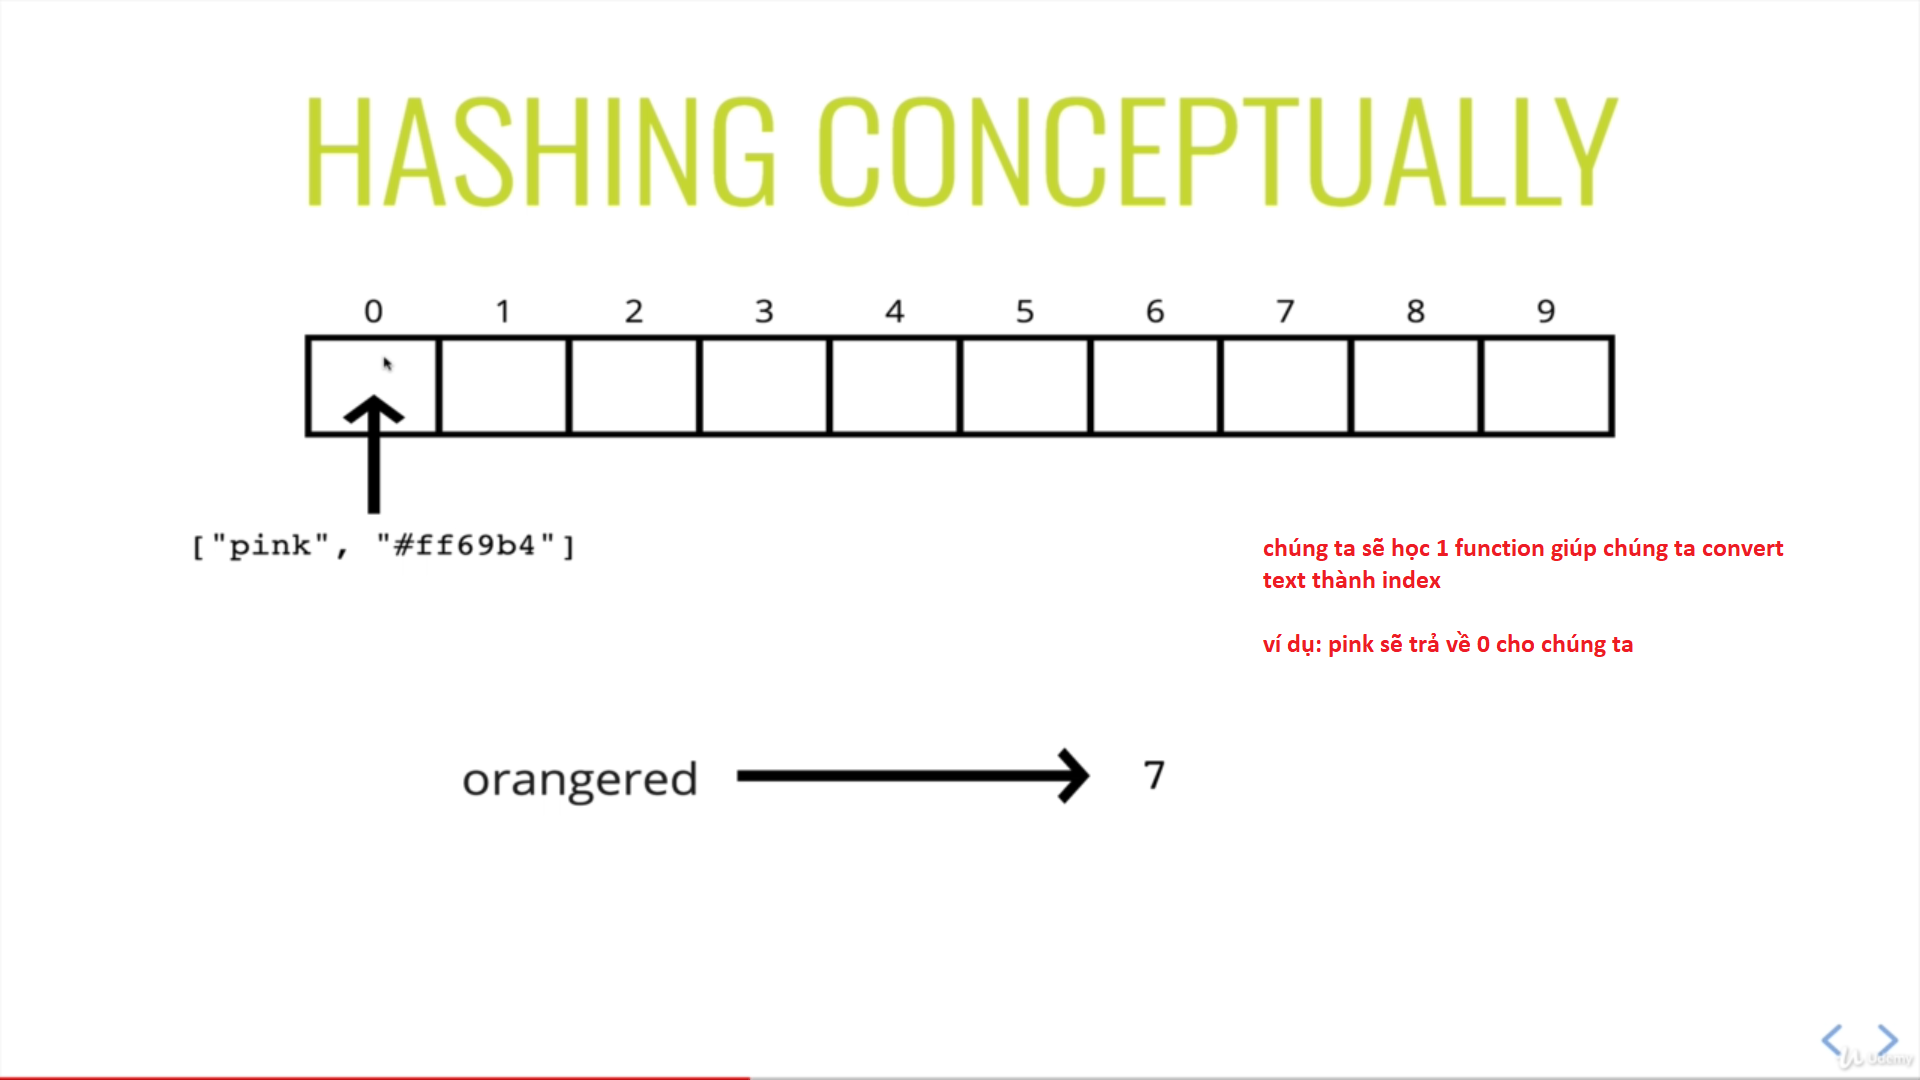 HASHING CONCEPTUALLY
0 1 2 3 4 5 6 7 8 9
["pink", "#ff69b4"]
chúng ta sẽ học 1 function giúp chúng ta convert
text thành index
ví dụ: pink sẽ trả về 0 cho chúng ta
orangered 7
Udemy